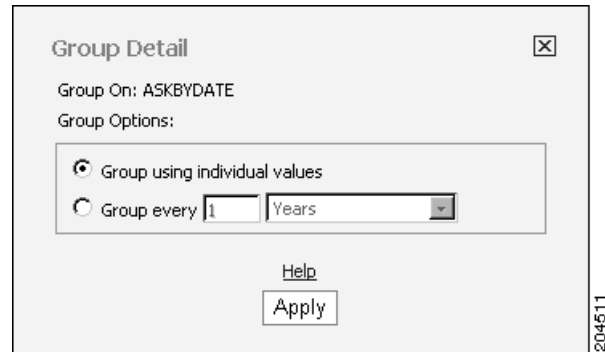 Group Detail
Group On: ASKBYDATE
Group Options:
Group using individual values
Group every 1 Years
Help
Apply
204511